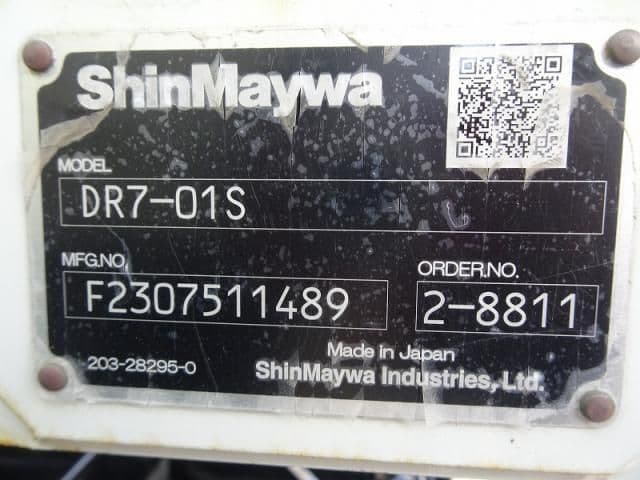 ShinMaywa
MODEL
DR7-01S
MFG.NO.
F2307511489
ORDER.NO.
2-8811
203-28295-0
Made in Japan
ShinMaywa Industries, Ltd.